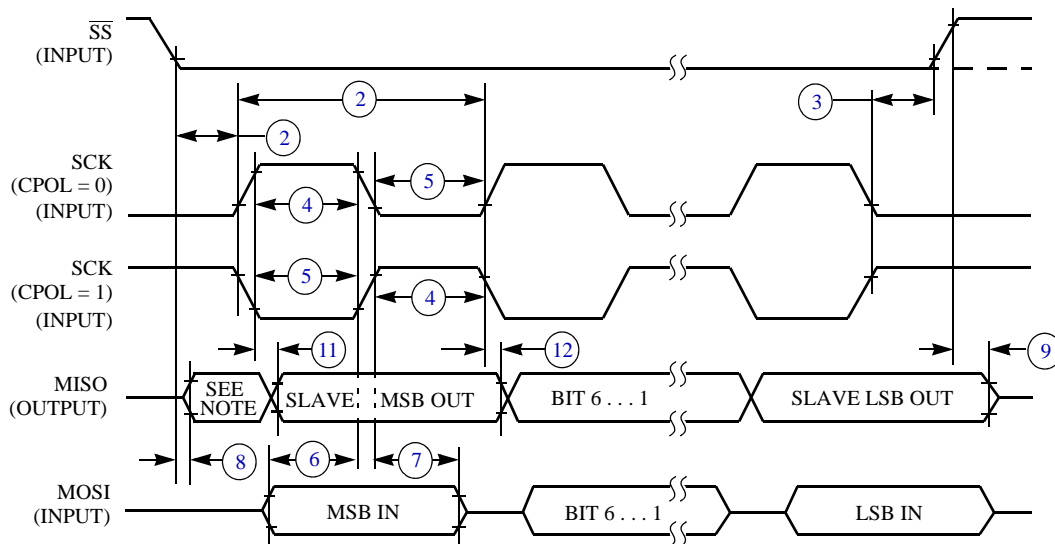 SS
(INPUT)
2
3
2
SCK
(CPOL = 0)
(INPUT)
5
4
SCK
(CPOL = 1)
(INPUT)
5
4
11
12
9
MISO
(OUTPUT)
SEE
NOTE
SLAVE
MSB OUT
BIT 6 . . . 1
SLAVE LSB OUT
8
6
7
MOSI
(INPUT)
MSB IN
BIT 6 . . . 1
LSB IN